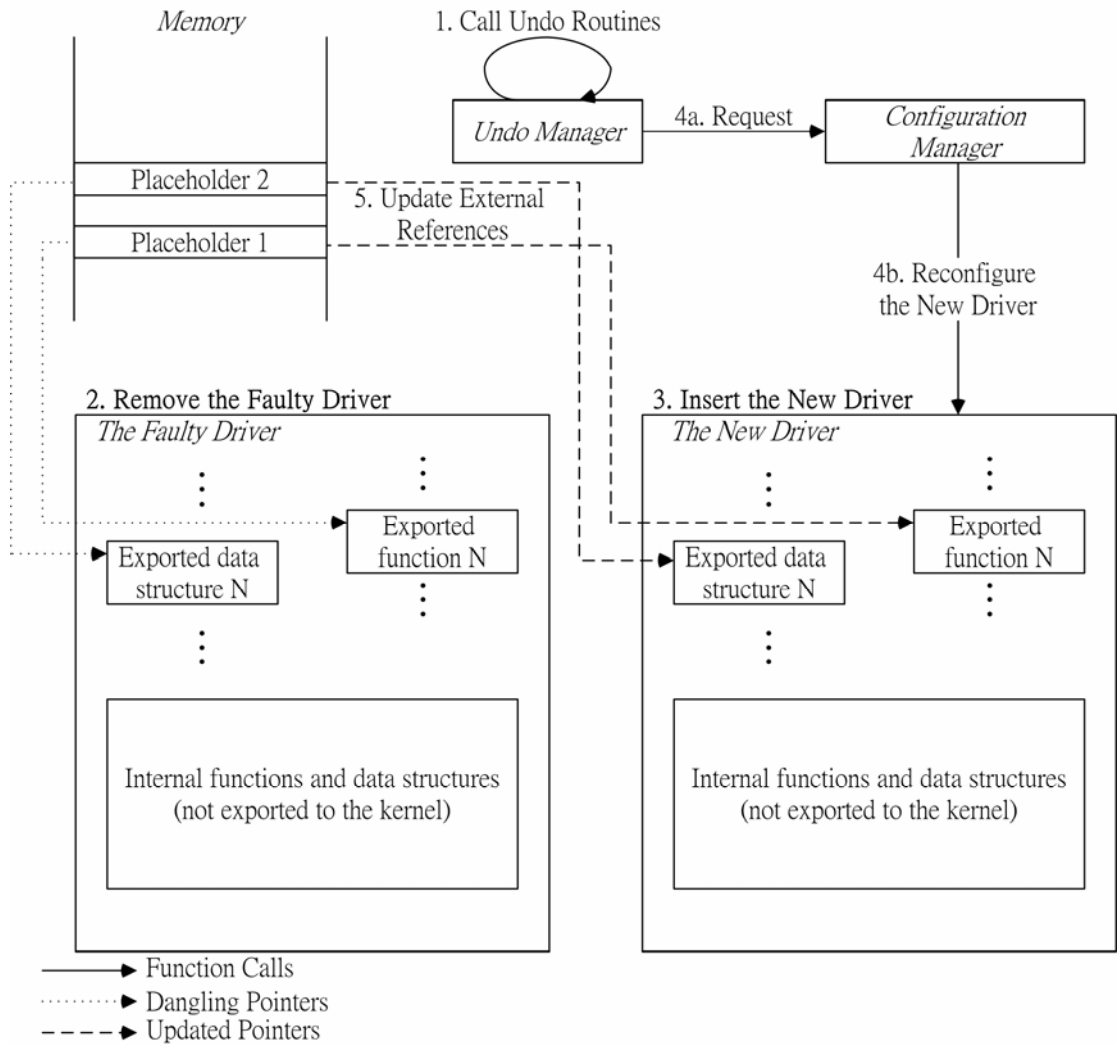 Memory
1. Call Undo Routines
Undo Manager
4a. Request
Configuration
Manager
Placeholder 2
5. Update External
References
Placeholder 1
4b. Reconfigure
the New Driver
2. Remove the Faulty Driver
The Faulty Driver
Exported data
structure N
Exported
function N
Internal functions and data structures
(not exported to the kernel)
3. Insert the New Driver
The New Driver
Exported data
structure N
Exported
function N
Internal functions and data structures
(not exported to the kernel)
Function Calls
Dangling Pointers
Updated Pointers